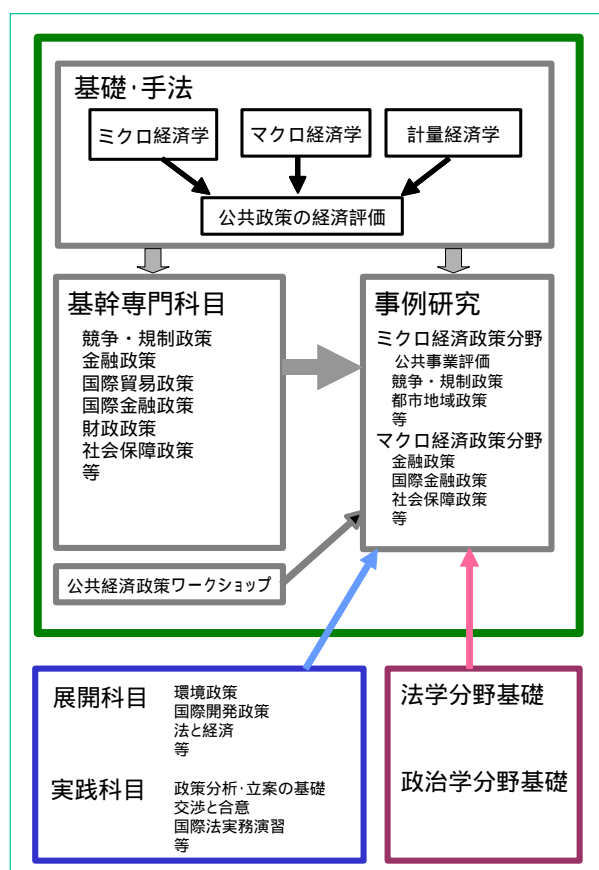 基礎・手法
ミクロ経済学
マクロ経済学
計量経済学
公共政策の経済評価
基幹専門科目
競争・規制政策
金融政策
国際貿易政策
国際金融政策
財政政策
社会保障政策
等
事例研究
ミクロ経済政策分野
公共事業評価
競争・規制政策
都市地域政策
等
マクロ経済政策分野
金融政策
国際金融政策
社会保障政策
等
公共経済政策ワークショップ
展開科目
環境政策
国際開発政策
法と経済
等
実践科目
政策分析・立案の基礎
交渉と合意
国際法実務演習
等
法学分野基礎
政治学分野基礎